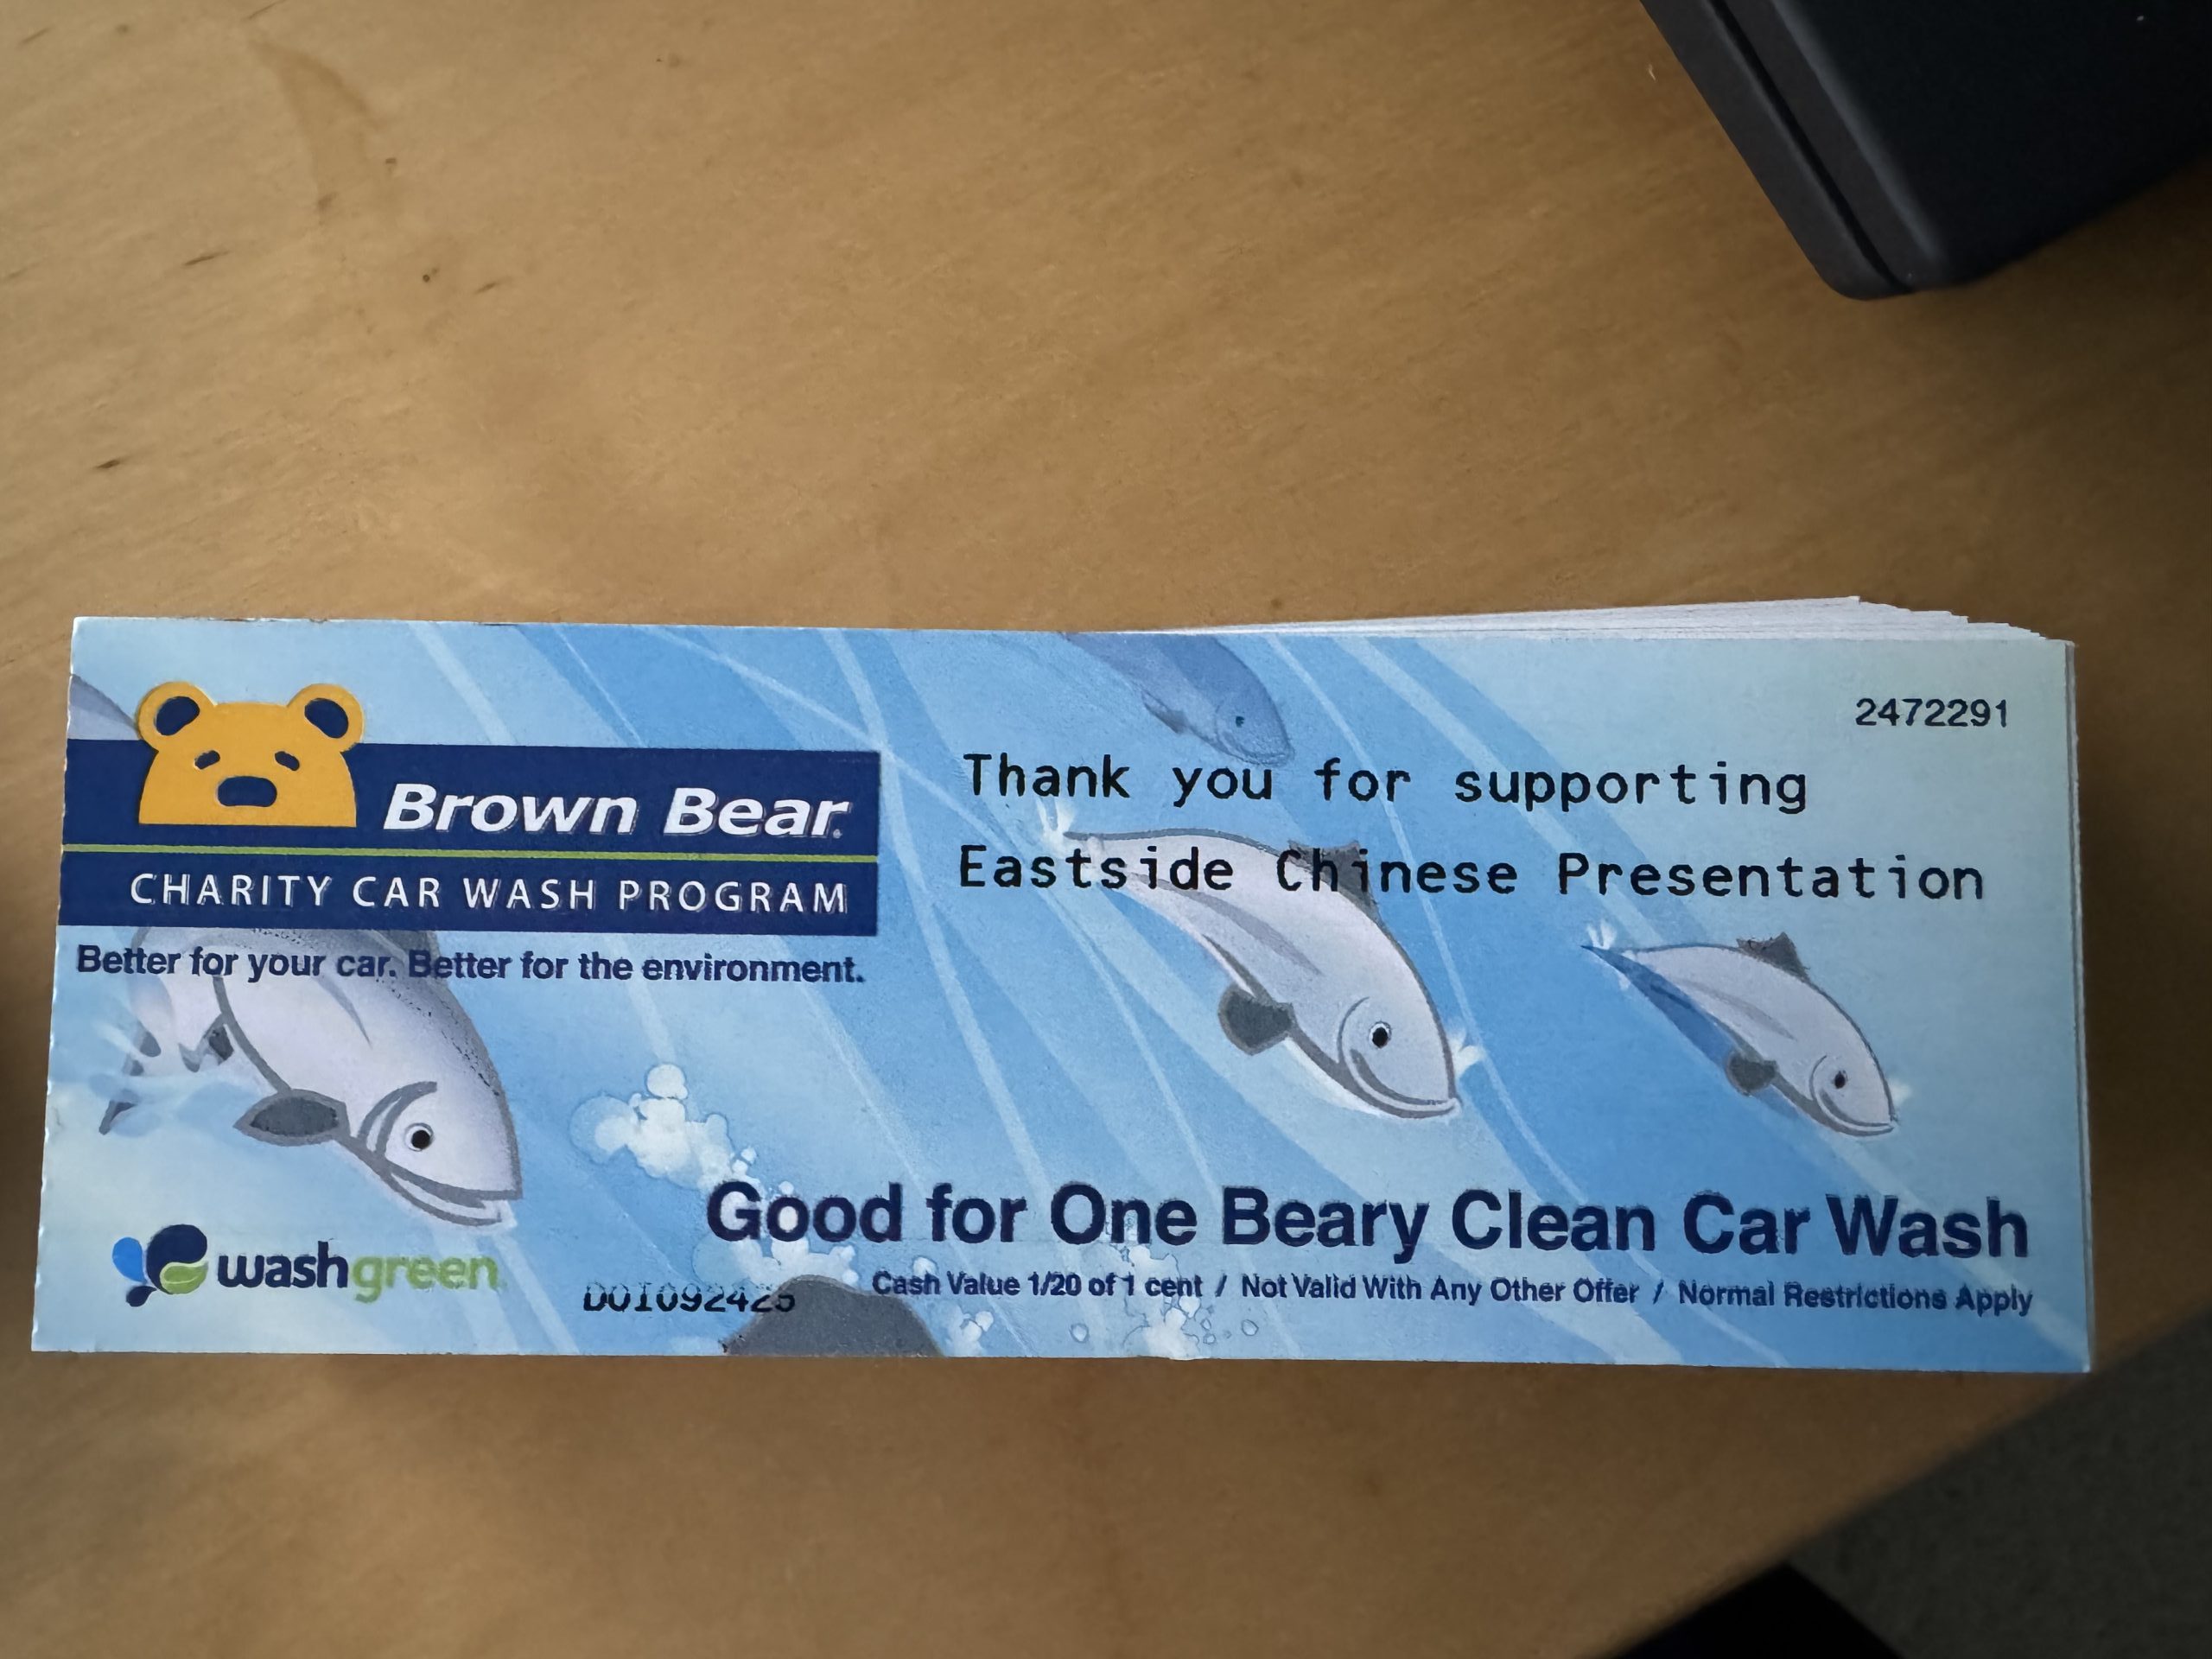 2472291
Brown Bear.
CHARITY CAR WASH PROGRAM
Better for your car. Better for the environment.
Thank you for supporting
Eastside Chinese Presentation
Good for One Beary Clean Car Wash
washgreen
DOI092425
Cash Value 1/20 of 1 cent / Not Valid With Any Other Offer / Normal Restrictions Apply